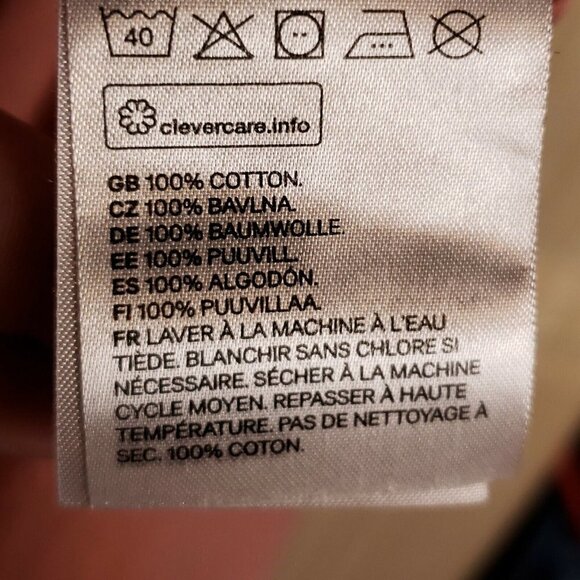 40
clevercare.info
GB 100% COTTON.
CZ 100% BAVLNA.
DE 100% BAUMWOLLE.
EE 100% PUUVILL.
ES 100% ALGODÓN.
FI 100% PUUVILLAA.
FR LAVER À LA MACHINE À L'EAU
TIÈDE. BLANCHIR SANS CHLORE SI
NÉCESSAIRE. SÉCHER À LA MACHINE
CYCLE MOYEN. REPASSER À HAUTE
TEMPÉRATURE. PAS DE NETTOYAGE À
SEC. 100% COTON.